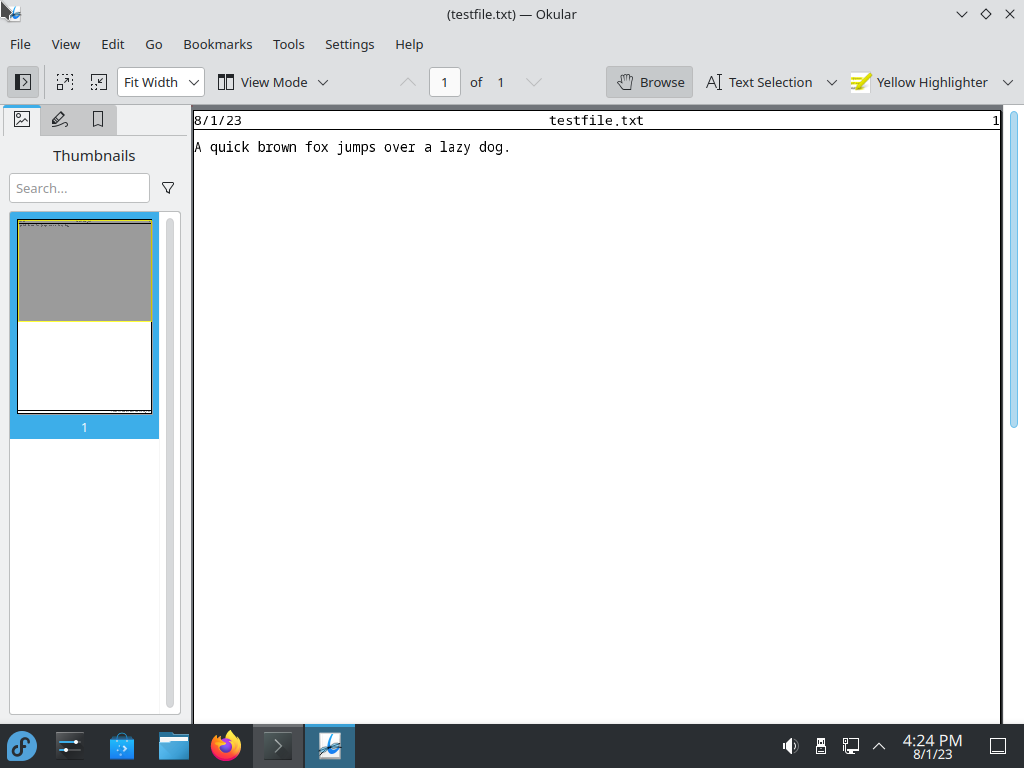 (testfile.txt) — Okular
File View Edit Go Bookmarks Tools Settings Help
Fit Width View Mode 1 of 1 Browse Text Selection Yellow Highlighter
Thumbnails
Search...
1
8/1/23 testfile.txt 1
A quick brown fox jumps over a lazy dog.
4:24 PM
8/1/23